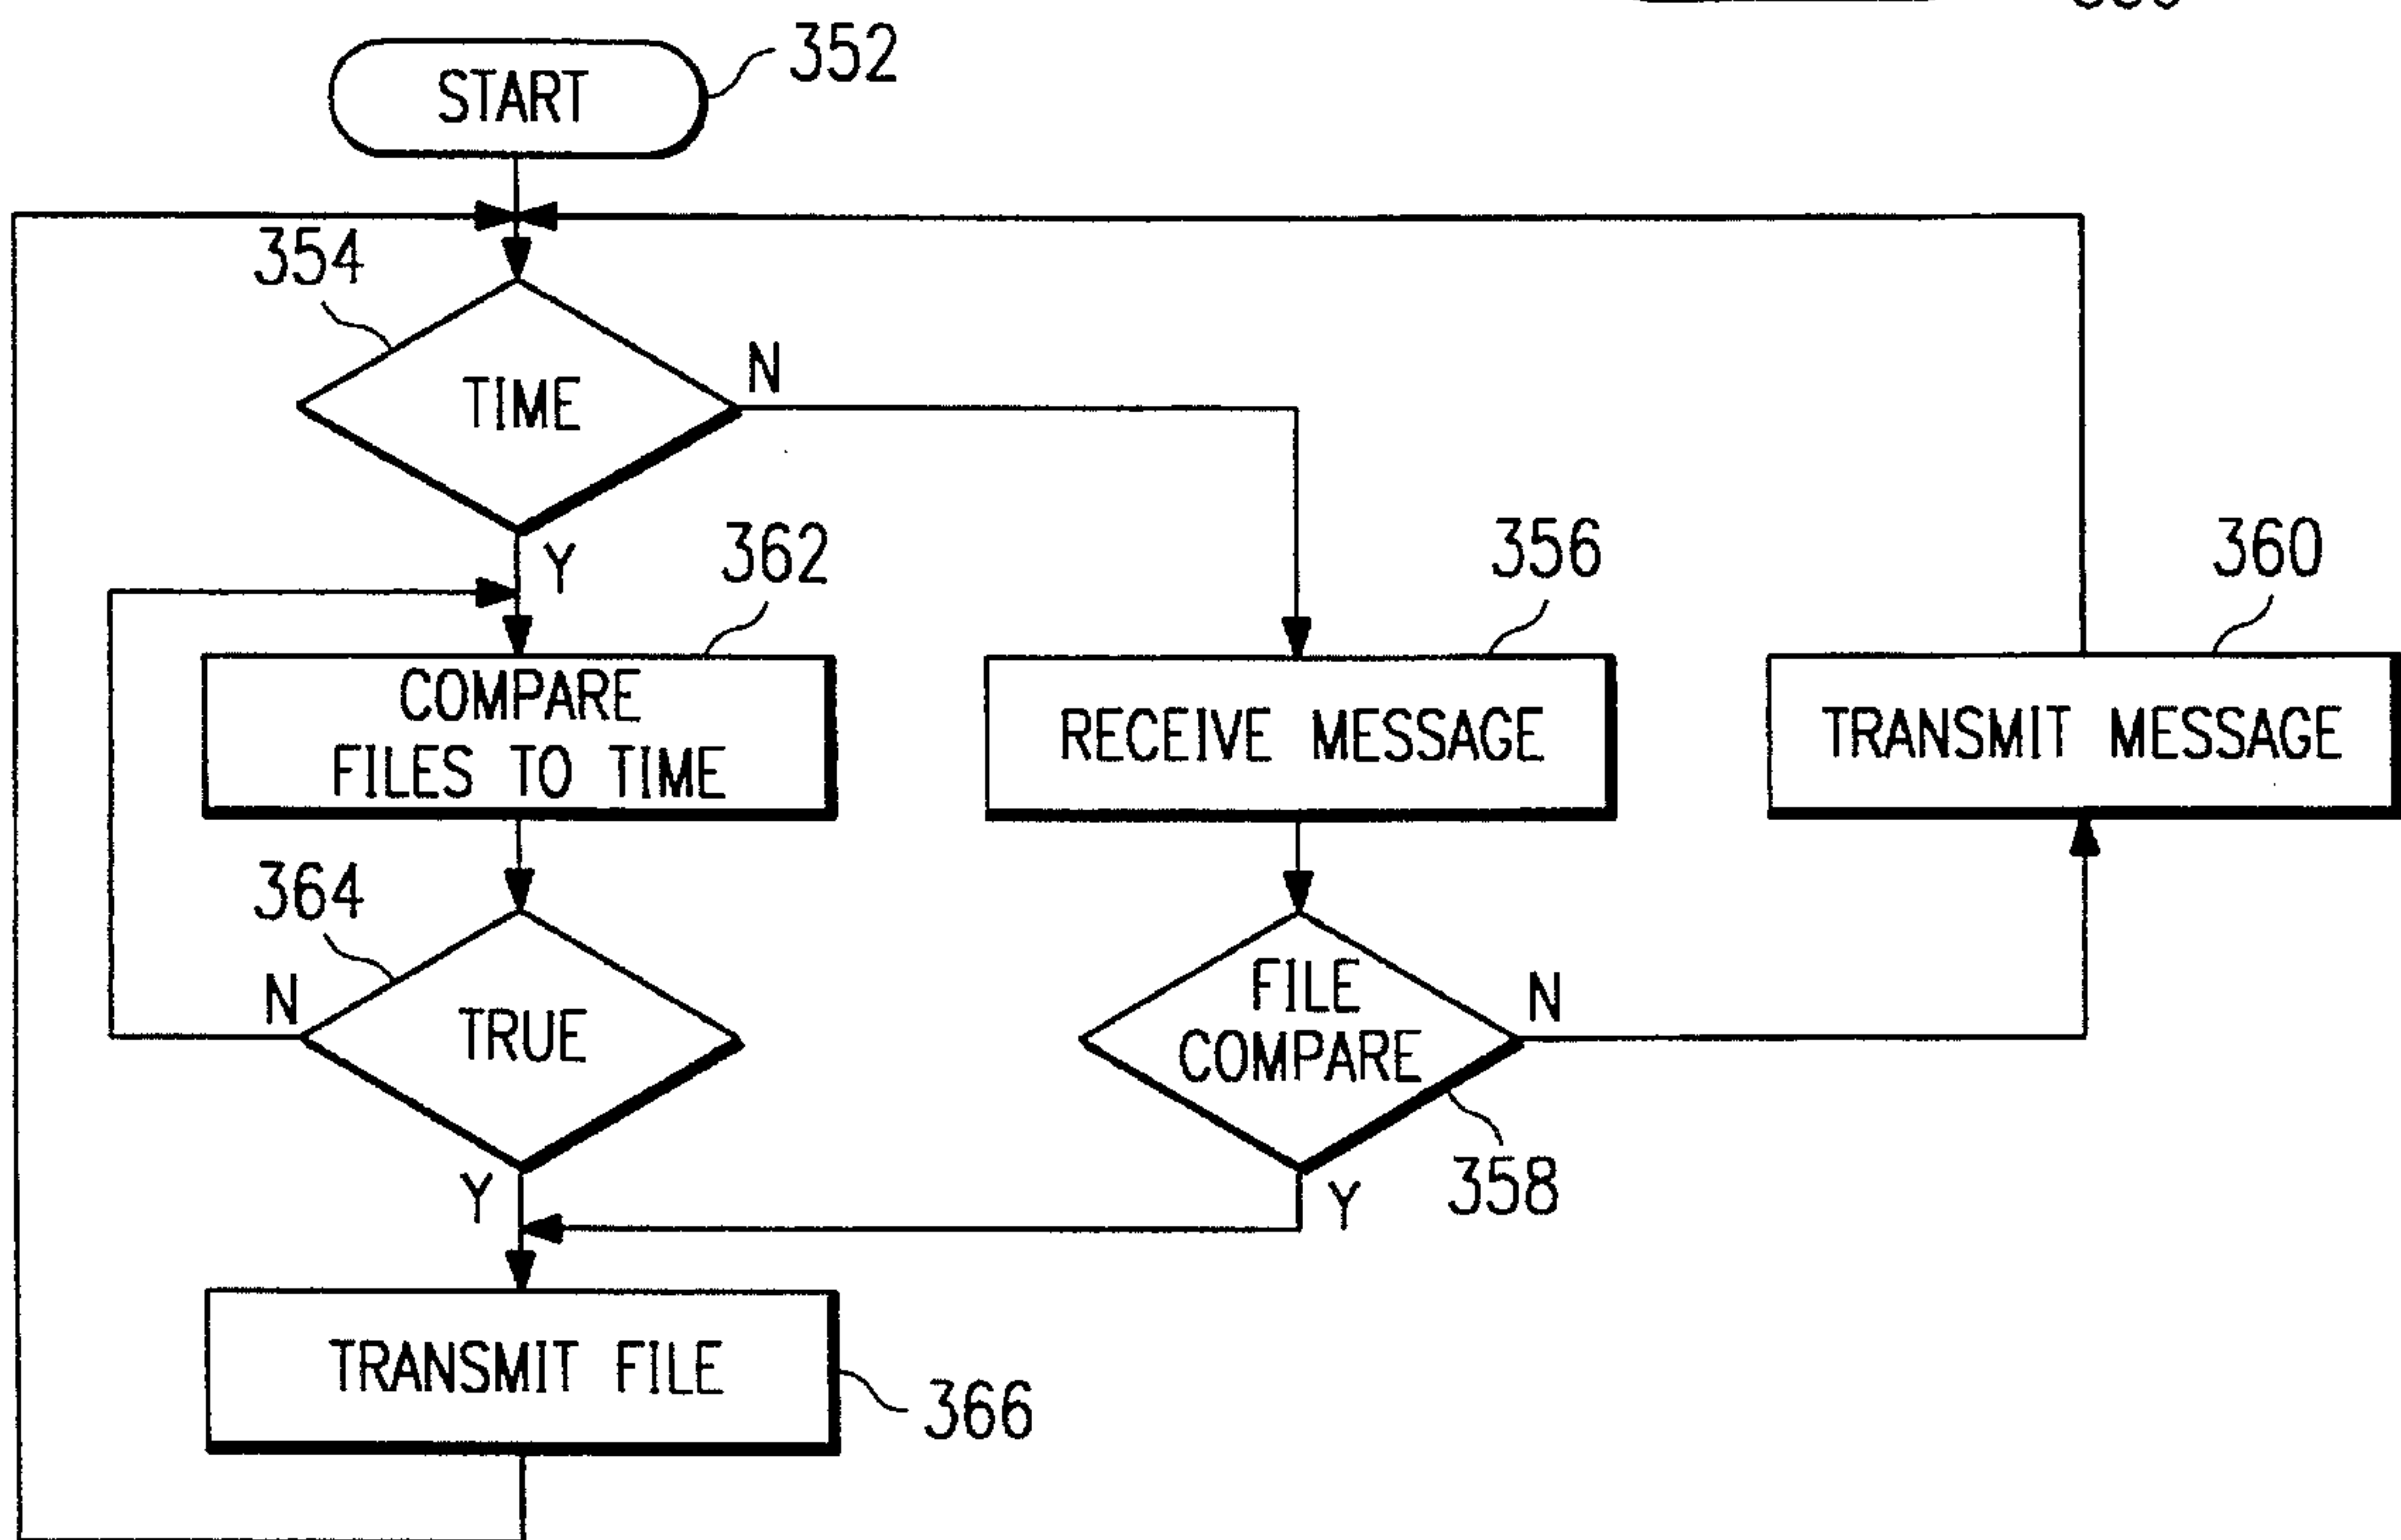 START
352
354
TIME
N
Y
362
356
360
COMPARE
FILES TO TIME
RECEIVE MESSAGE
TRANSMIT MESSAGE
364
N
TRUE
FILE
COMPARE
N
Y
358
Y
TRANSMIT FILE
366